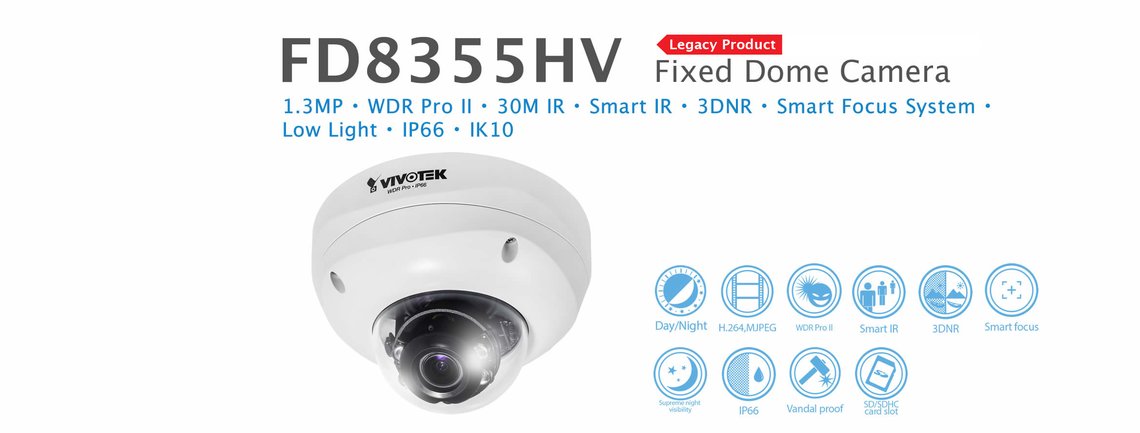 FD8355HV
Legacy Product
Fixed Dome Camera
1.3MP • WDR Pro II • 30M IR • Smart IR • 3DNR • Smart Focus System •
Low Light • IP66 • IK10
VIVOTEK
WDR Pro • IP66
Day/Night
H.264,MJPEG
WDR Pro II
Smart IR
3DNR
Smart focus
Supreme night
visibility
IP66
Vandal proof
SD/SDHC
card slot